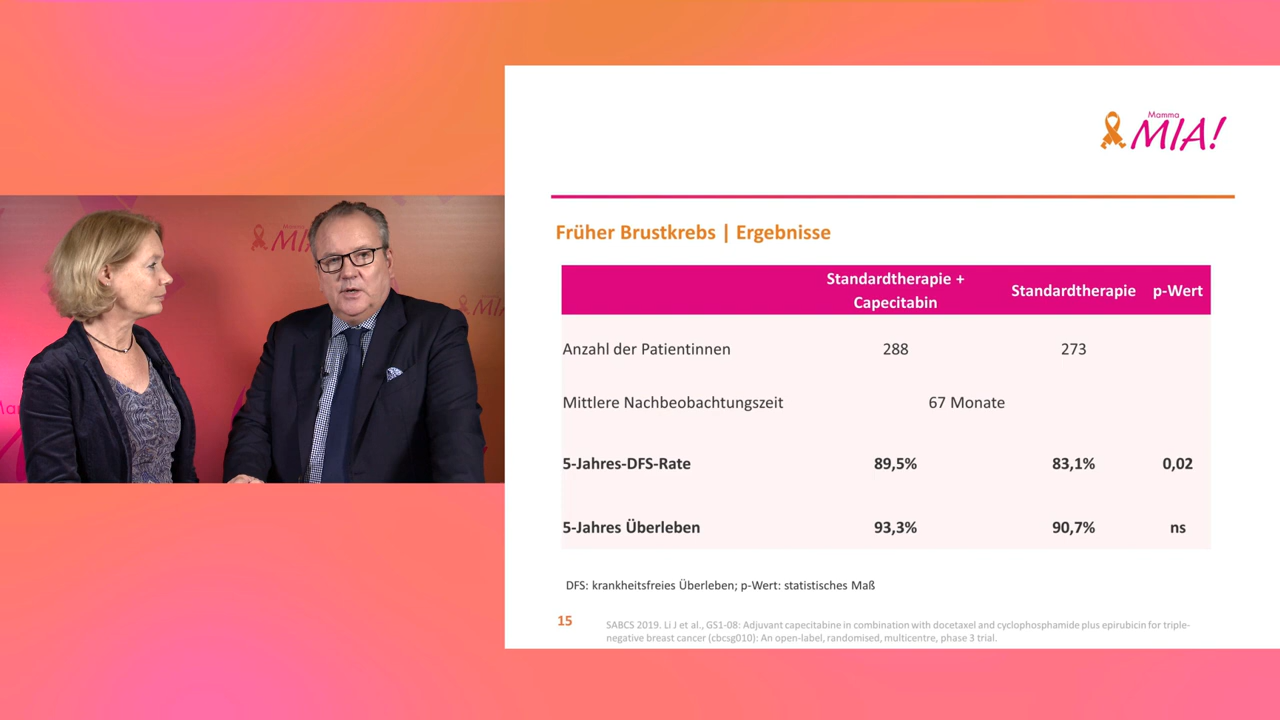 Mamma
MIA!
Früher Brustkrebs | Ergebnisse
Standardtherapie +
Capecitabin
Standardtherapie
p-Wert
Anzahl der Patientinnen 288 273
Mittlere Nachbeobachtungszeit 67 Monate
5-Jahres-DFS-Rate 89,5% 83,1% 0,02
5-Jahres Überleben 93,3% 90,7% ns
DFS: krankheitsfreies Überleben; p-Wert: statistisches Maß
15
SABCS 2019. Li J et al., GS1-08: Adjuvant capecitabine in combination with docetaxel and cyclophosphamide plus epirubicin for triple-
negative breast cancer (cbcsg010): An open-label, randomised, multicentre, phase 3 trial.